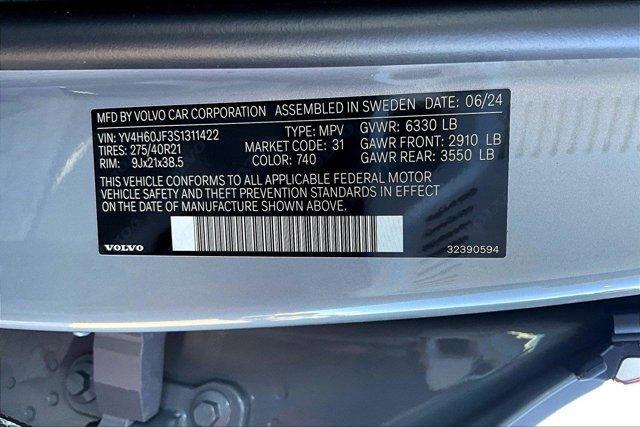 MFD BY VOLVO CAR CORPORATION ASSEMBLED IN SWEDEN DATE: 06/24
VIN: YV4H60JF3S1311422 TYPE: MPV GVWR: 6330 LB
TIRES: 275/40R21 MARKET CODE: 31 GAWR FRONT: 2910 LB
RIM: 9Jx21x38.5 COLOR: 740 GAWR REAR: 3550 LB
THIS VEHICLE CONFORMS TO ALL APPLICABLE FEDERAL MOTOR
VEHICLE SAFETY AND THEFT PREVENTION STANDARDS IN EFFECT
ON THE DATE OF MANUFACTURE SHOWN ABOVE.
VOLVO 32390594